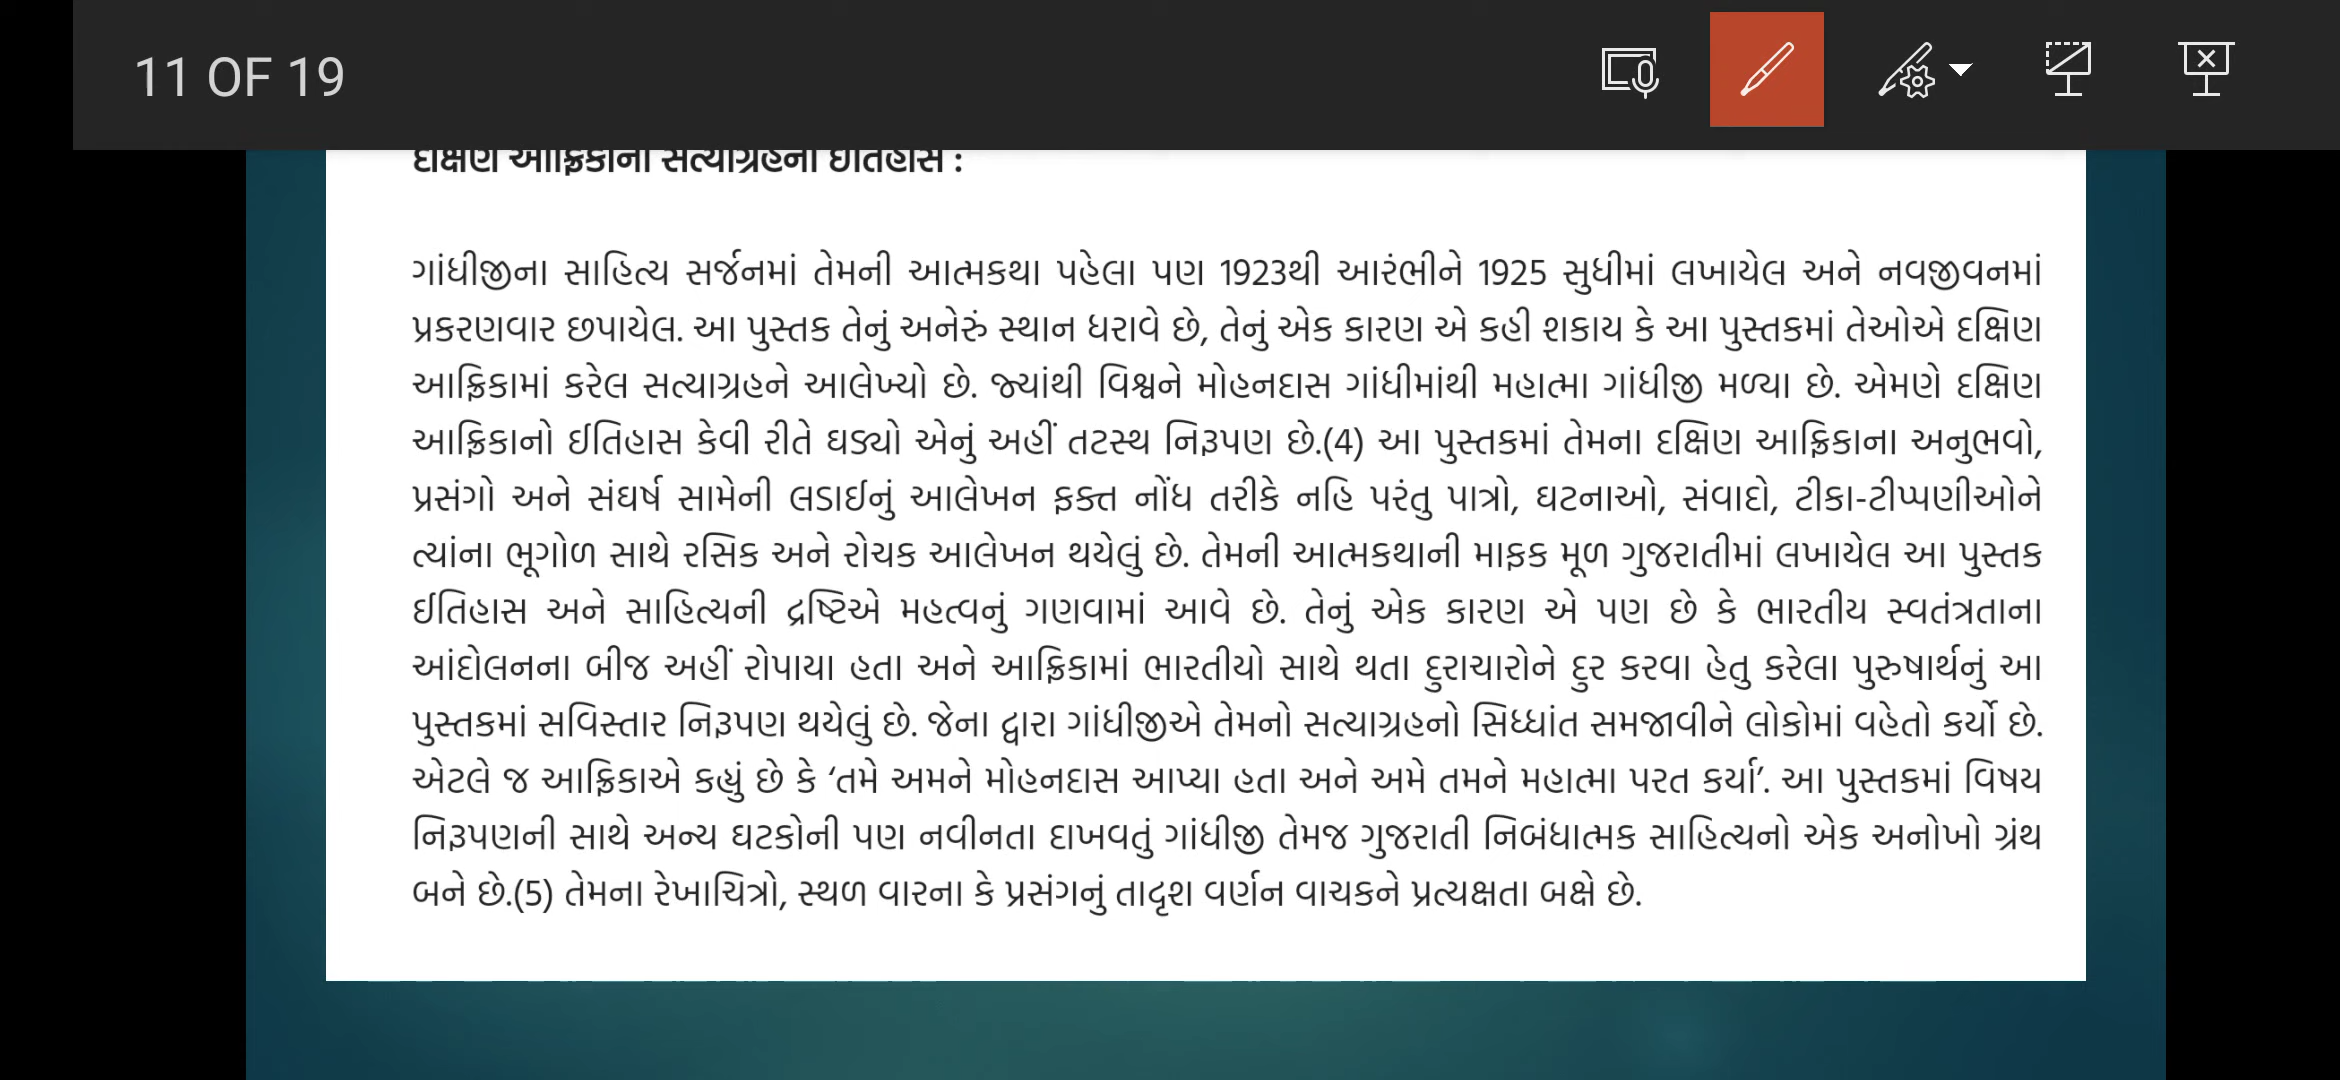 11 OF 19
દક્ષિણ આફ્રિકાના સત્યાગ્રહનો ઈતિહાસ :
ગાંધીજીના સાહિત્ય સર્જનમાં તેમની આત્મકથા પહેલા પણ 1923થી આરંભીને 1925 સુધીમાં લખાયેલ અને નવજીવનમાં
પ્રકરણવાર છપાયેલ. આ પુસ્તક તેનું અનેરું સ્થાન ધરાવે છે, તેનું એક કારણ એ કહી શકાય કે આ પુસ્તકમાં તેઓએ દક્ષિણ
આફ્રિકામાં કરેલ સત્યાગ્રહને આલેખ્યો છે. જ્યાંથી વિશ્વને મોહનદાસ ગાંધીમાંથી મહાત્મા ગાંધીજી મળ્યા છે. એમણે દક્ષિણ
આફ્રિકાનો ઈતિહાસ કેવી રીતે ઘડ્યો એનું અહીં તટસ્થ નિરૂપણ છે.(4) આ પુસ્તકમાં તેમના દક્ષિણ આફ્રિકાના અનુભવો,
પ્રસંગો અને સંઘર્ષ સામેની લડાઈનું આલેખન ફક્ત નોંધ તરીકે નહિ પરંતુ પાત્રો, ઘટનાઓ, સંવાદો, ટીકા-ટીપ્પણીઓને
ત્યાંના ભૂગોળ સાથે રસિક અને રોચક આલેખન થયેલું છે. તેમની આત્મકથાની માફક મૂળ ગુજરાતીમાં લખાયેલ આ પુસ્તક
ઈતિહાસ અને સાહિત્યની દ્રષ્ટિએ મહત્વનું ગણવામાં આવે છે. તેનું એક કારણ એ પણ છે કે ભારતીય સ્વતંત્રતાના
આંદોલનના બીજ અહીં રોપાયા હતા અને આફ્રિકામાં ભારતીયો સાથે થતા દુરાચારોને દુર કરવા હેતુ કરેલા પુરુષાર્થનું આ
પુસ્તકમાં સવિસ્તાર નિરૂપણ થયેલું છે. જેના દ્વારા ગાંધીજીએ તેમનો સત્યાગ્રહનો સિધ્ધાંત સમજાવીને લોકોમાં વહેતો કર્યો છે.
એટલે જ આફ્રિકાએ કહ્યું છે કે ‘તમે અમને મોહનદાસ આપ્યા હતા અને અમે તમને મહાત્મા પરત કર્યા’. આ પુસ્તકમાં વિષય
નિરૂપણની સાથે અન્ય ઘટકોની પણ નવીનતા દાખવતું ગાંધીજી તેમજ ગુજરાતી નિબંધાત્મક સાહિત્યનો એક અનોખો ગ્રંથ
બને છે.(5) તેમના રેખાચિત્રો, સ્થળ વારના કે પ્રસંગનું તાદૃશ વર્ણન વાચકને પ્રત્યક્ષતા બક્ષે છે.